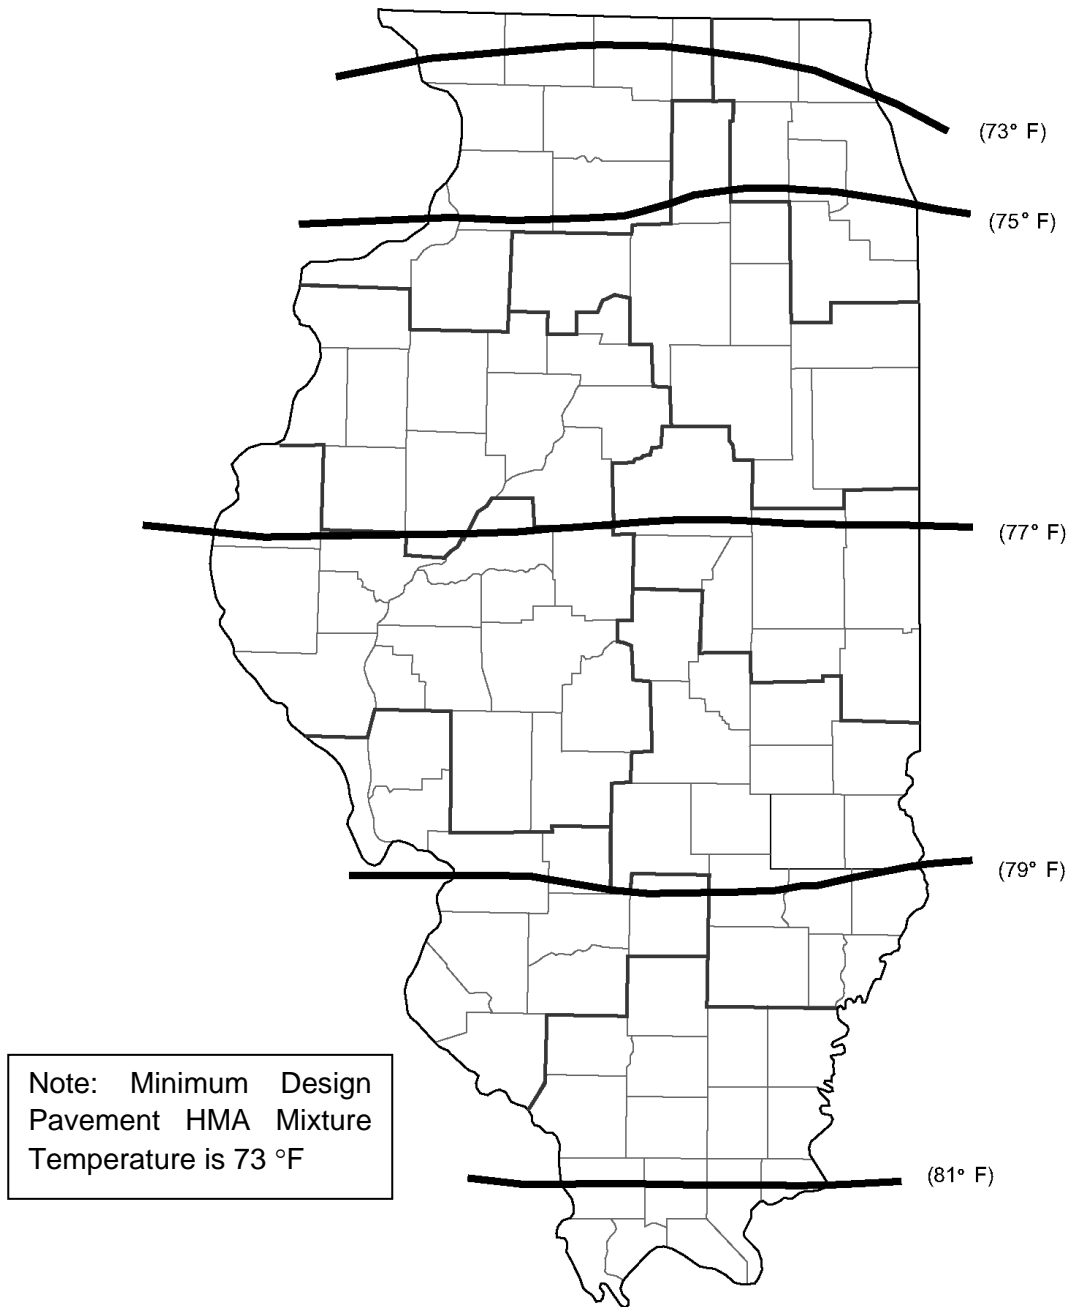 (73° F)
(75° F)
(77° F)
(79° F)
Note: Minimum Design
Pavement HMA Mixture
Temperature is 73 °F
(81° F)